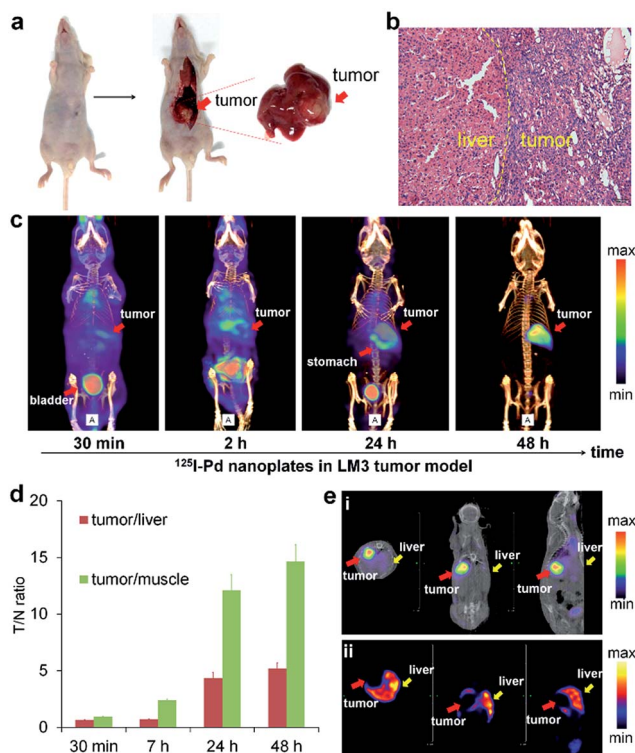 a
tumor
tumor
b
liver
tumor
c
tumor
bladder
A
30 min
tumor
A
2 h
tumor
stomach
A
24 h
tumor
A
48 h
max
min
time
¹²⁵I-Pd nanoplates in LM3 tumor model
d
20
15
10
5
0
T/N ratio
tumor/liver
tumor/muscle
30 min
7 h
24 h
48 h
e
i
liver
tumor
liver
tumor
liver
tumor
max
min
ii
liver
tumor
liver
tumor
liver
tumor
max
min